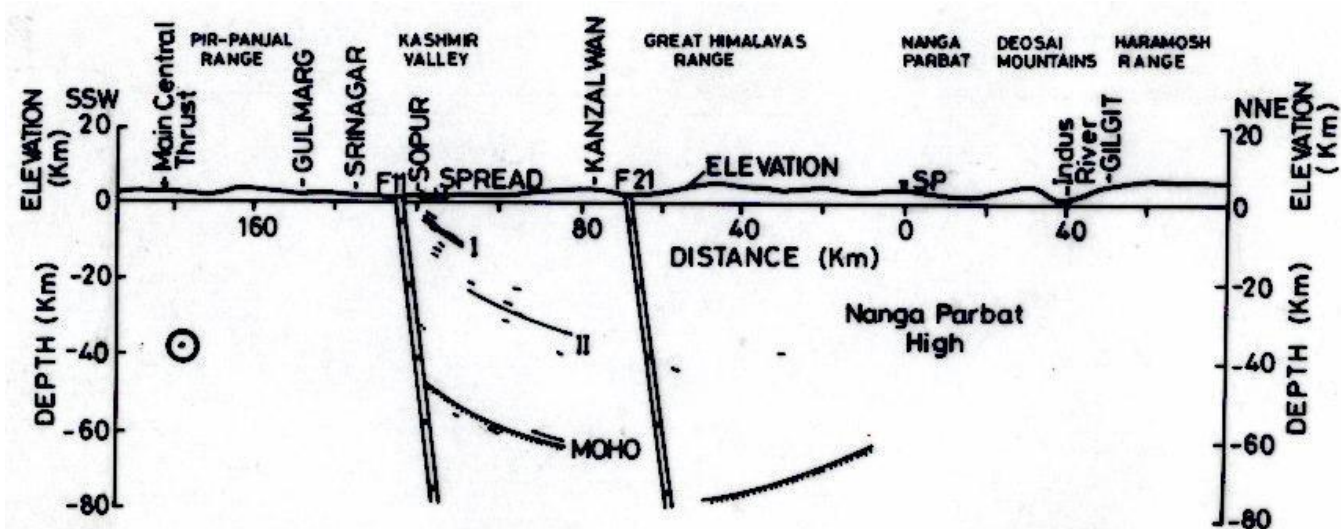 PIR-PANJAL
RANGE
KASHMIR
VALLEY
GREAT HIMALAYAS
RANGE
NANGA
PARBAT
DEOSAI
MOUNTAINS
HARAMOSH
RANGE
SSW
NNE
Main Central
Thrust
GULMARG
SRINAGAR
SOPUR
KANZALWAN
Indus
River
GILGIT
ELEVATION
(Km)
20
0
F11
SPREAD
F21
ELEVATION
SP
20
0
ELEVATION
(Km)
160
80
40
0
40
DISTANCE (Km)
I
II
MOHO
Nanga Parbat
High
DEPTH (Km)
-20
-40
-60
-80
-20
-40
-60
-80
DEPTH (Km)